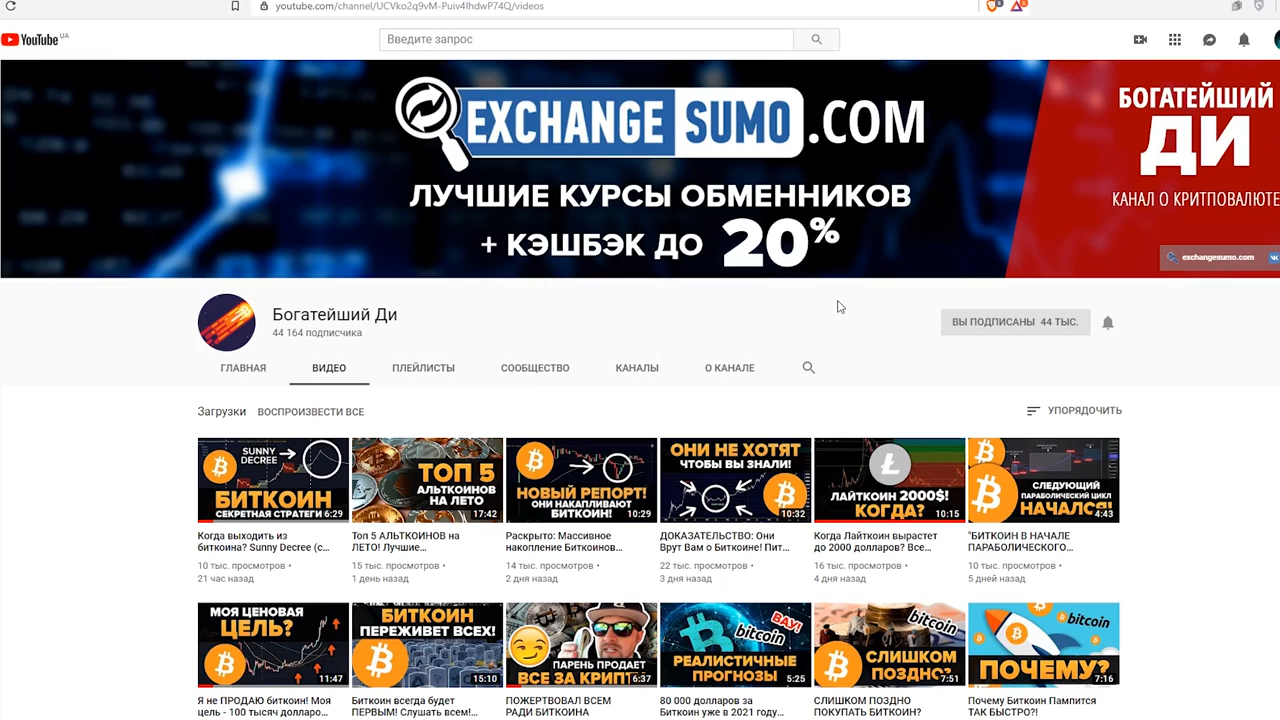 youtube.com/channel/UCVko2q9vM-Puiv4IhdwP74Q/videos
YouTube UA
Введите запрос
EXCHANGE SUMO.COM
ЛУЧШИЕ КУРСЫ ОБМЕННИКОВ
+ КЭШБЭК ДО 20%
БОГАТЕЙШИЙ
ДИ
КАНАЛ О КРИПТОВАЛЮТЕ
exchangesumo.com
Богатейший Ди
44 164 подписчика
ВЫ ПОДПИСАНЫ 44 ТЫС.
ГЛАВНАЯ ВИДЕО ПЛЕЙЛИСТЫ СООБЩЕСТВО КАНАЛЫ О КАНАЛЕ
Загрузки ВОСПРОИЗВЕСТИ ВСЕ УПОРЯДОЧИТЬ
SUNNY
DECREE
БИТКОИН
СЕКРЕТНАЯ СТРАТЕГИ
6:29
Когда выходить из
биткоина? Sunny Decree (с...
10 тыс. просмотров •
21 час назад
ТОП 5
АЛЬТКОИНОВ
НА ЛЕТО
17:42
Топ 5 АЛЬТКОИНОВ на
ЛЕТО! Лучшие...
15 тыс. просмотров •
1 день назад
НОВЫЙ РЕПОРТ!
ОНИ НАКАПЛИВАЮТ
БИТКОИН!
10:29
Раскрыто: Массивное
накопление Биткоинов...
14 тыс. просмотров •
2 дня назад
ОНИ НЕ ХОТЯТ
ЧТОБЫ ВЫ ЗНАЛИ!
10:32
ДОКАЗАТЕЛЬСТВО: Они
Врут Вам о Биткоине! Пит...
22 тыс. просмотров •
3 дня назад
ЛАЙТКОИН 2000$!
КОГДА?
10:15
Когда Лайткоин вырастет
до 2000 долларов? Все...
16 тыс. просмотров •
4 дня назад
СЛЕДУЮЩИЙ
ПАРАБОЛИЧЕСКИЙ ЦИКЛ
НАЧАЛСЯ!
4:43
"БИТКОИН В НАЧАЛЕ
ПАРАБОЛИЧЕСКОГО...
10 тыс. просмотров •
5 дней назад
МОЯ ЦЕНОВАЯ
ЦЕЛЬ?
11:47
Я не ПРОДАЮ биткоин! Моя
цель - 100 тысяч долларо...
БИТКОИН
ПЕРЕЖИВЕТ ВСЕХ!
15:10
Биткоин всегда будет
ПЕРВЫМ! Слушать всем!...
ПАРЕНЬ ПРОДАЕТ
ВСЕ ЗА КРИПТ
6:37
ПОЖЕРТВОВАЛ ВСЕМ
РАДИ БИТКОИНА
bitcoin
ВАУ!
РЕАЛИСТИЧНЫЕ
ПРОГНОЗЫ
5:25
80 000 долларов за
Биткоин уже в 2021 году...
bitcoin
СЛИШКОМ
ПОЗДНО?
7:51
СЛИШКОМ ПОЗДНО
ПОКУПАТЬ БИТКОИН?
bitcoin
ПОЧЕМУ?
7:16
Почему Биткоин Пампится
ТАК БЫСТРО?!